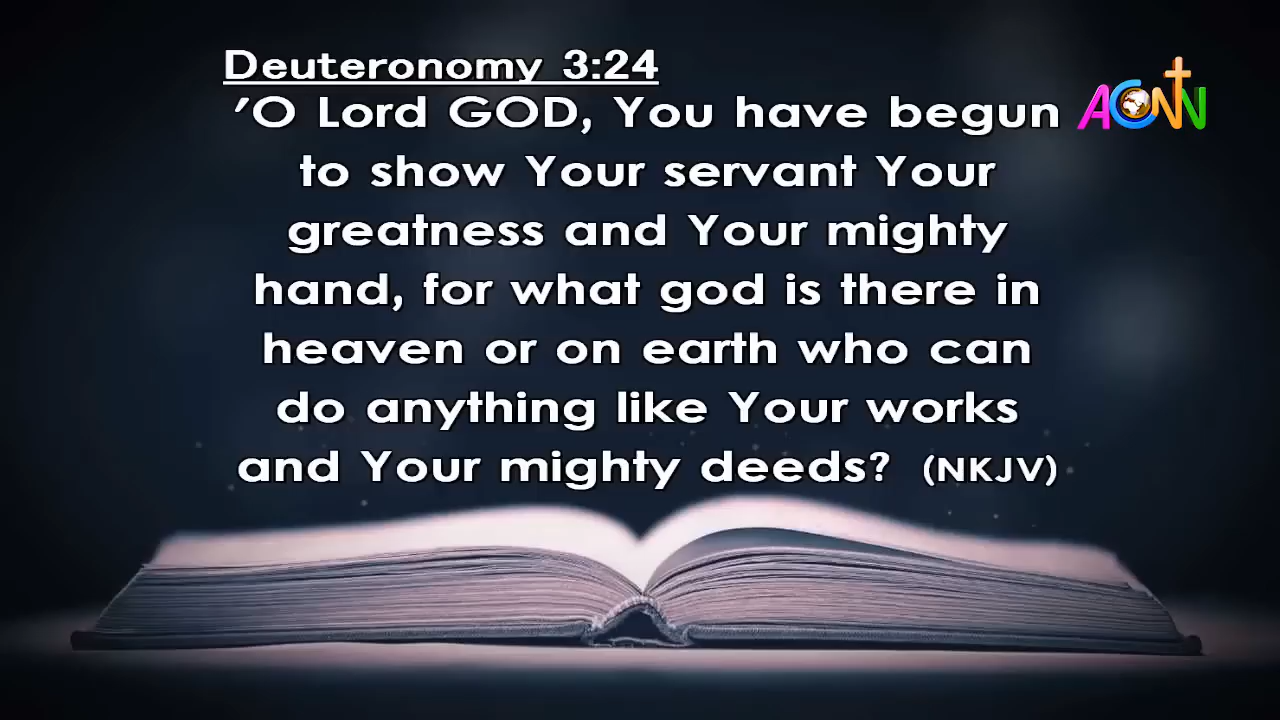 Deuteronomy 3:24
'O Lord GOD, You have begun
to show Your servant Your
greatness and Your mighty
hand, for what god is there in
heaven or on earth who can
do anything like Your works
and Your mighty deeds? (NKJV)
ACNN